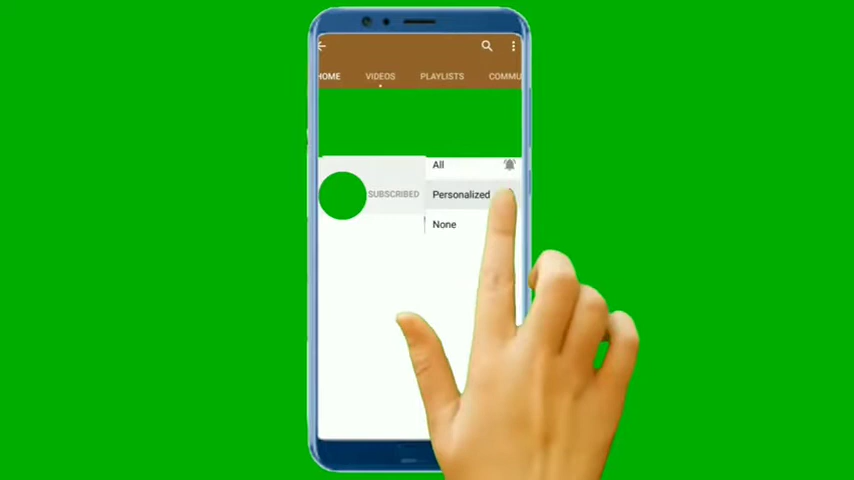 HOME VIDEOS PLAYLISTS COMMU
All
SUBSCRIBED Personalized
None